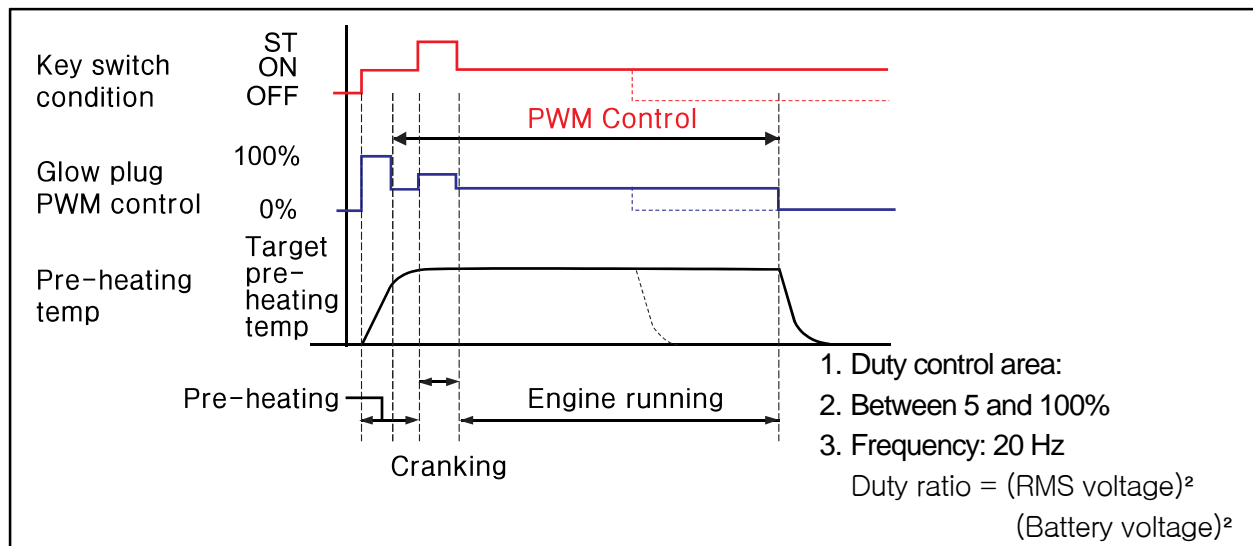 Key switch
condition
ST
ON
OFF
PWM Control
Glow plug
PWM control
100%
0%
Pre-heating
temp
Target
pre-
heating
temp
Pre-heating
Cranking
Engine running
1. Duty control area:
2. Between 5 and 100%
3. Frequency: 20 Hz
Duty ratio = (RMS voltage)²
(Battery voltage)²